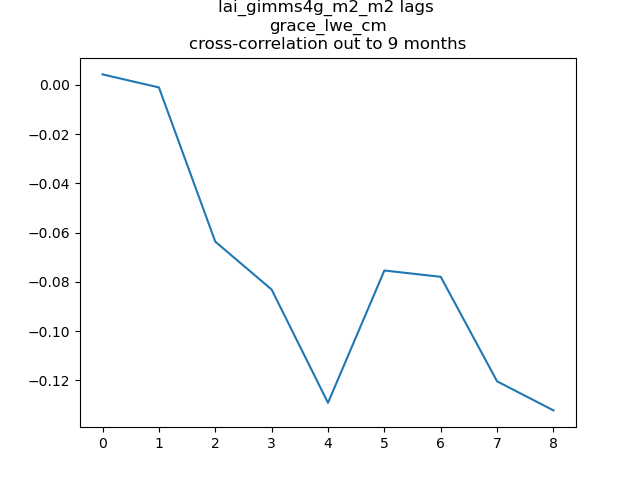 lai_gimms4g_m2_m2 lags
grace_lwe_cm
cross-correlation out to 9 months
0.00
−0.02
−0.04
−0.06
−0.08
−0.10
−0.12
0 1 2 3 4 5 6 7 8